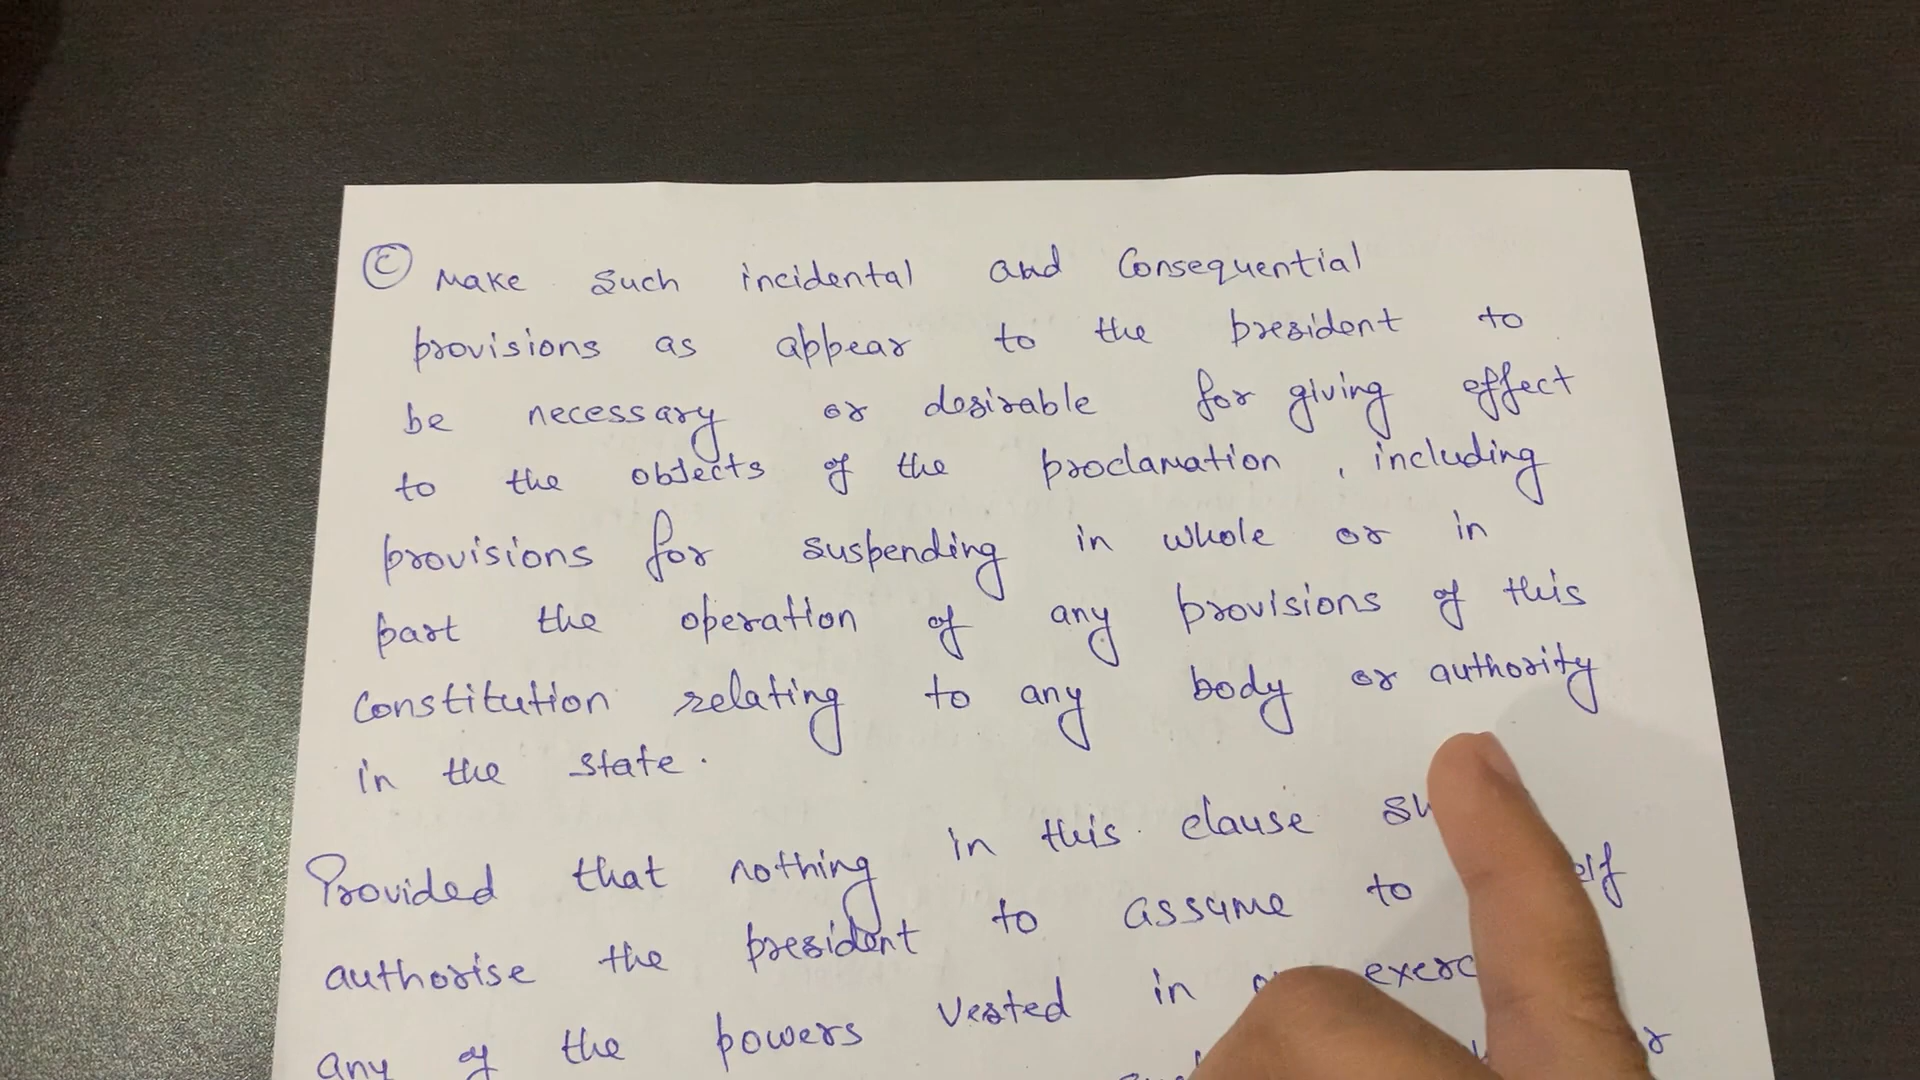 © Make Such incidental and Consequential
provisions as appear to the president to
be necessary or desirable for giving effect
to the objects of the proclamation, including
provisions for suspending in whole or in
part the operation of any provisions of this
Constitution relating to any body or authority
in the state.
Provided that nothing in this clause
authorise the president to assume to
any of the powers vested in